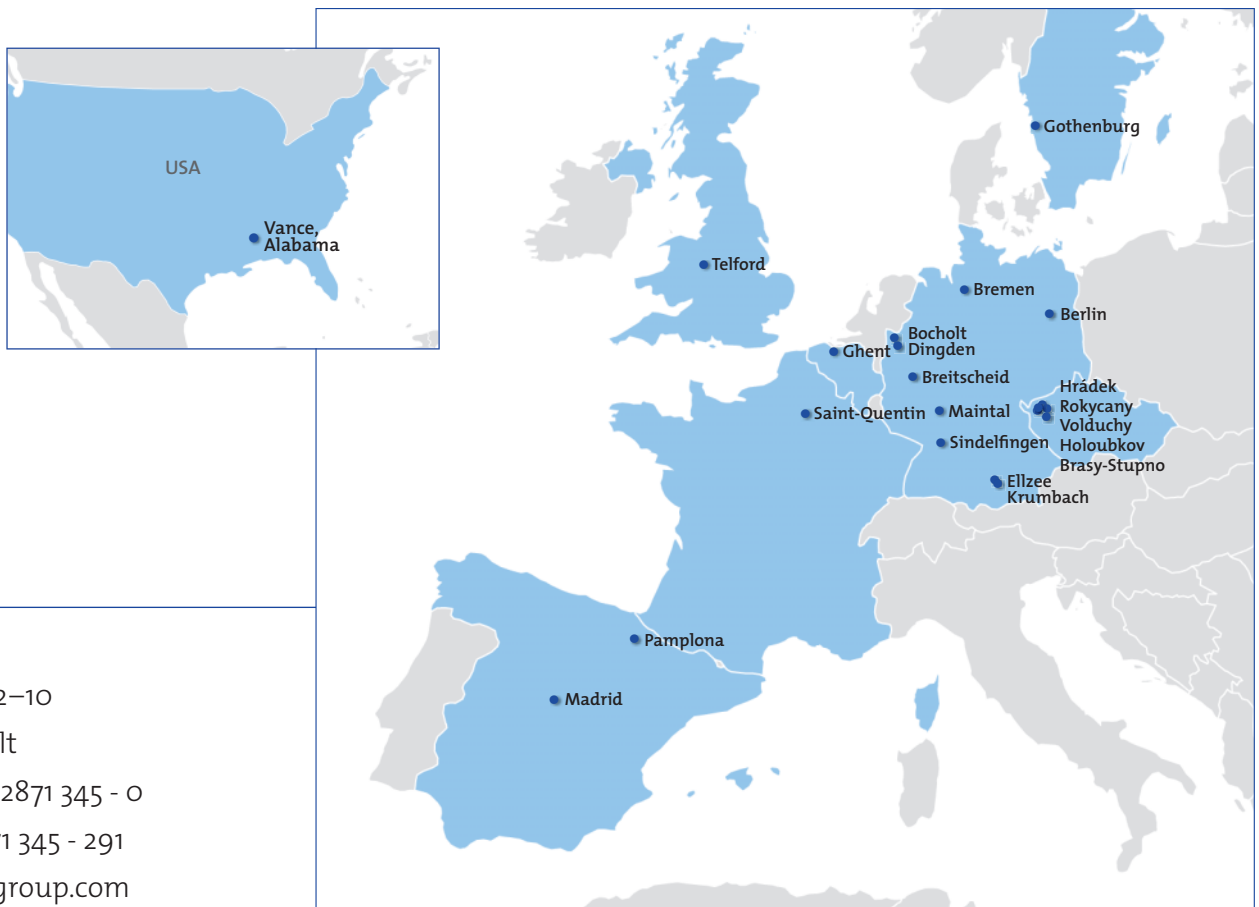 USA
Vance,
Alabama
Gothenburg
Telford
Bremen
Berlin
Bocholt
Dingden
Ghent
Breitscheid
Hrádek
Rokycany
Volduchy
Holoubkov
Brasy-Stupno
Saint-Quentin
Maintal
Sindelfingen
Ellzee
Krumbach
Pamplona
Madrid
2–10
lt
2871 345 - 0
71 345 - 291
group.com